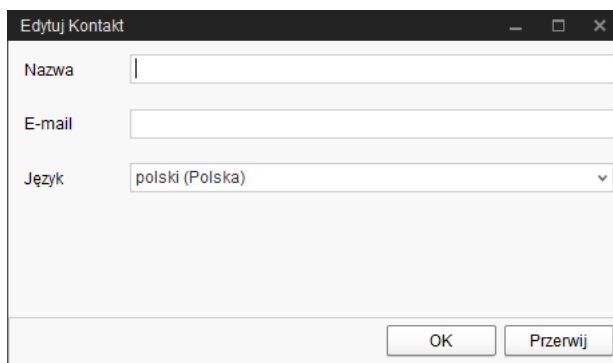 Edytuj Kontakt
Nazwa
E-mail
Język polski (Polska)
OK Przerwij